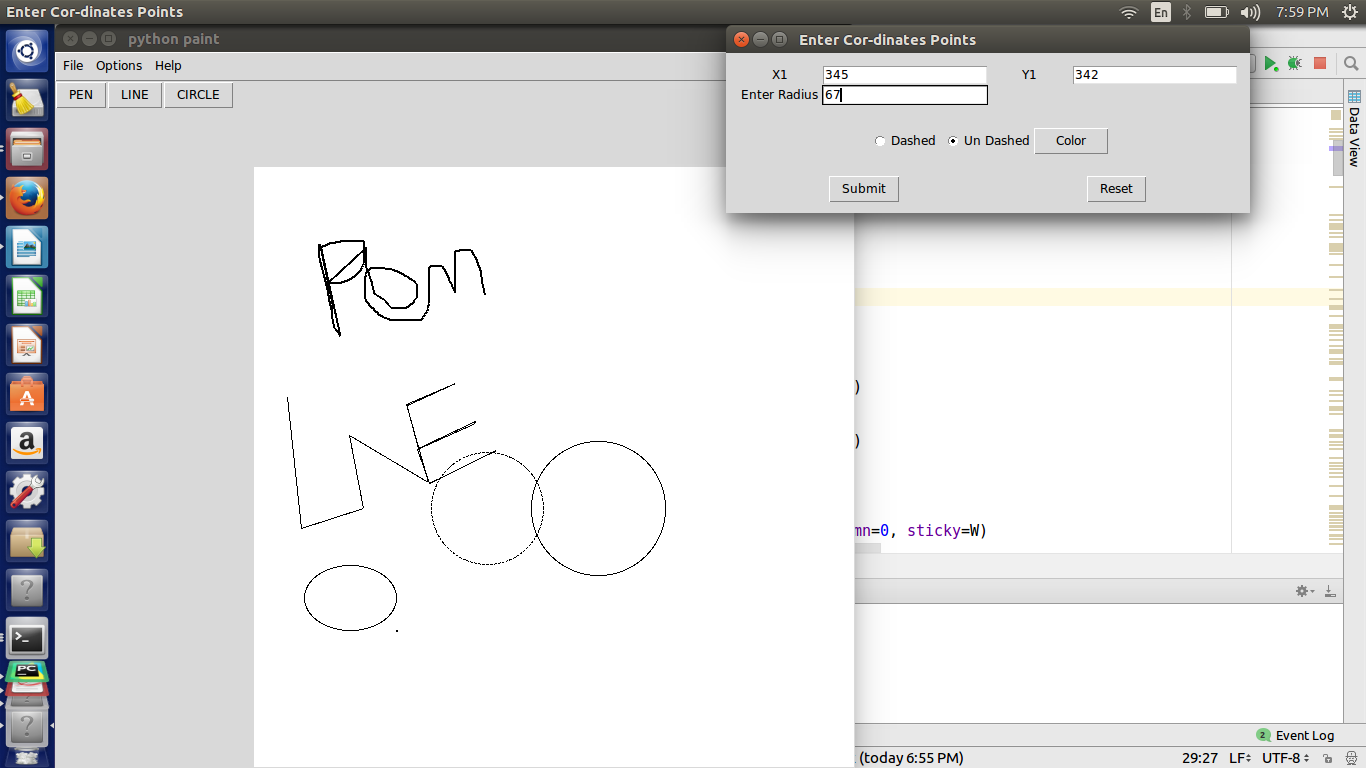 Enter Cor-dinates Points
En
7:59 PM
python paint
File Options Help
PEN LINE CIRCLE
Enter Cor-dinates Points
X1 345 Y1 342
Enter Radius 67
Dashed Un Dashed Color
Submit Reset
Data View
)
)
mn=0, sticky=W)
LINE
PC
2 Event Log
(today 6:55 PM) 29:27 LF UTF-8